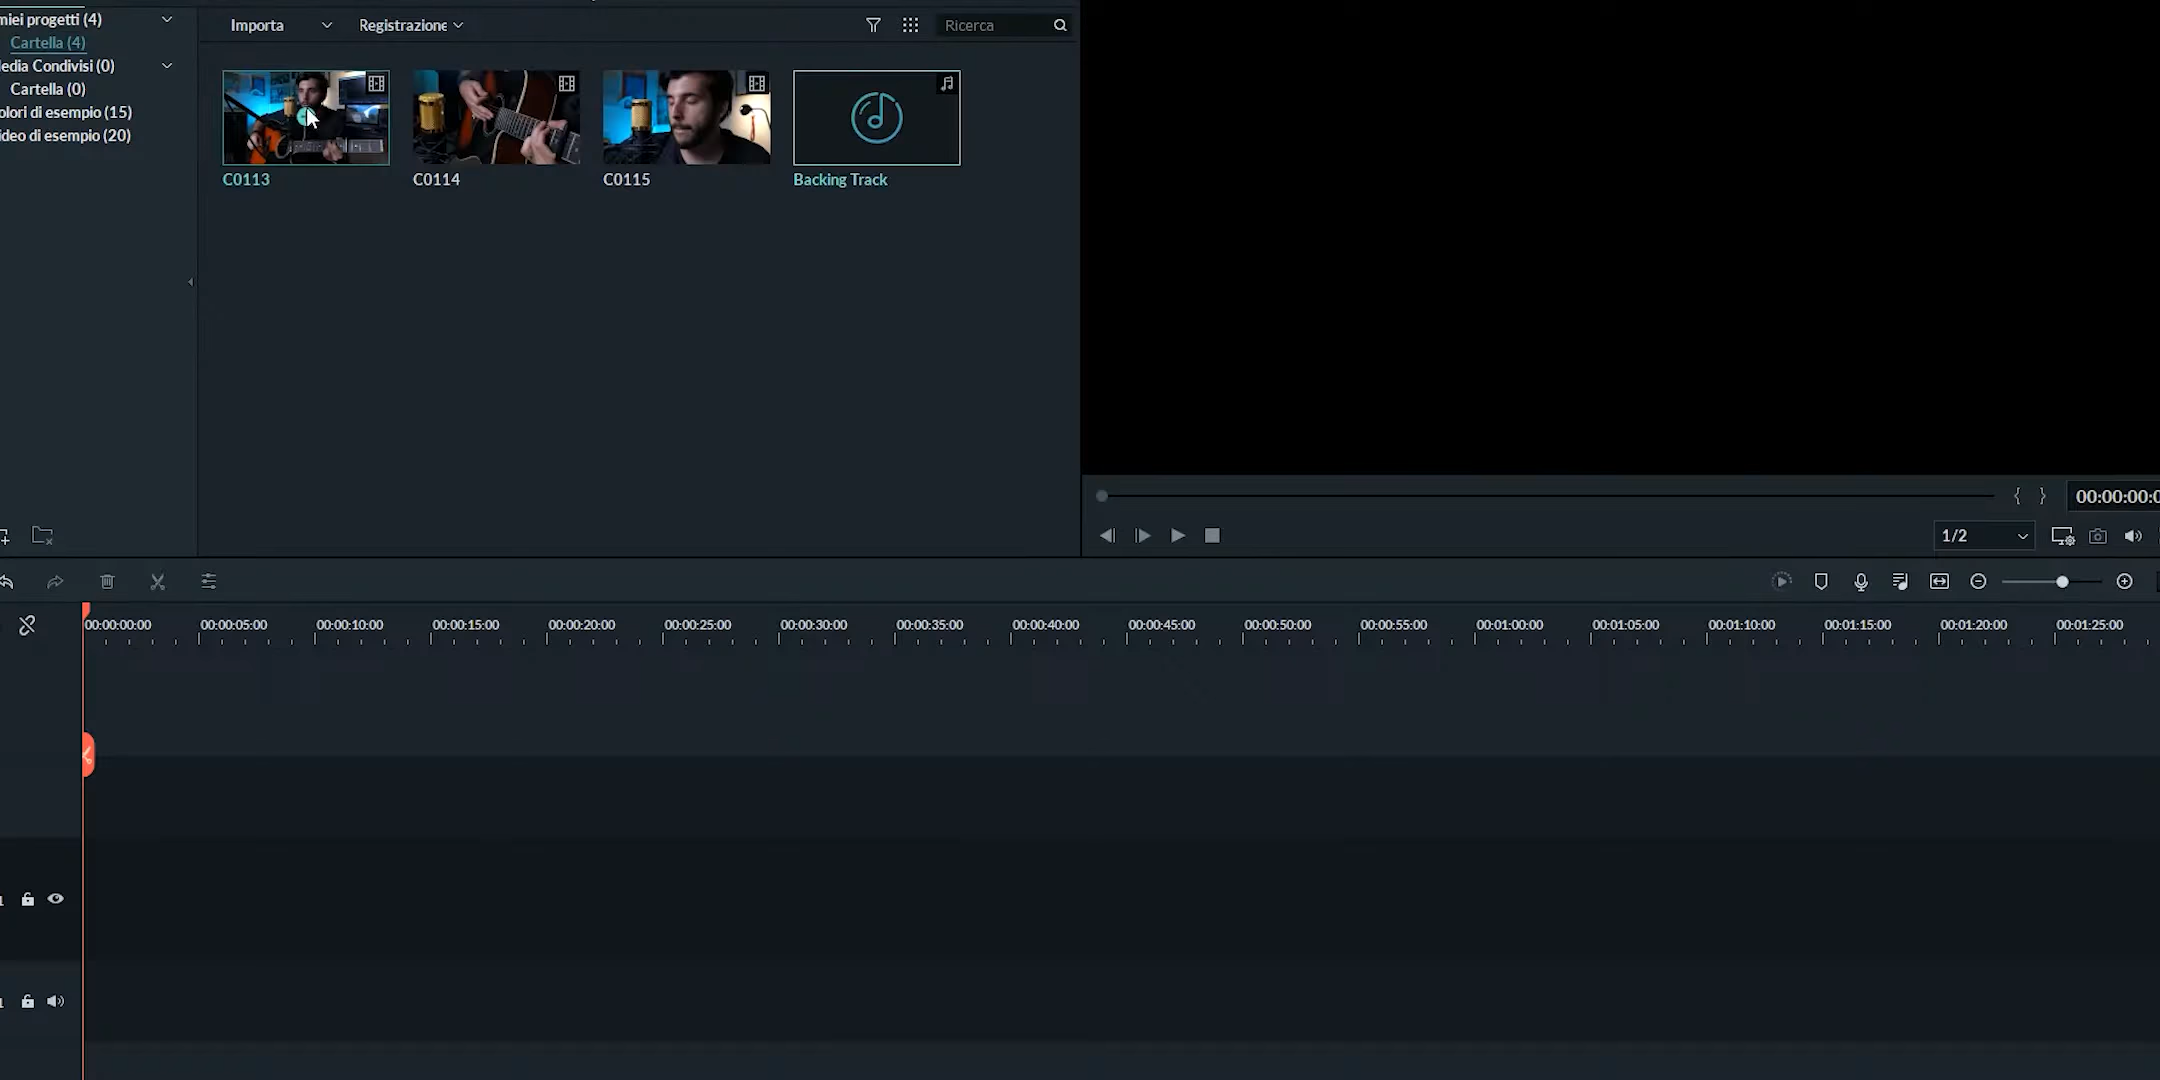 miei progetti (4)
Cartella (4)
edia Condivisi (0)
Cartella (0)
olori di esempio (15)
ideo di esempio (20)
Importa
Registrazione
Ricerca
C0113
C0114
C0115
Backing Track
00:00:00:0
1/2
00:00:00:00
00:00:05:00
00:00:10:00
00:00:15:00
00:00:20:00
00:00:25:00
00:00:30:00
00:00:35:00
00:00:40:00
00:00:45:00
00:00:50:00
00:00:55:00
00:01:00:00
00:01:05:00
00:01:10:00
00:01:15:00
00:01:20:00
00:01:25:00
1
1